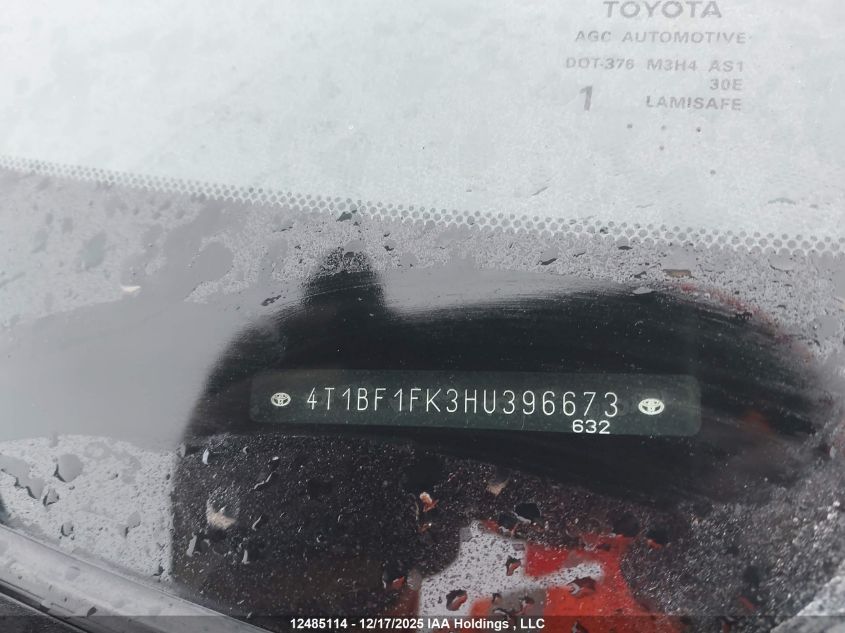 TOYOTA
AGC AUTOMOTIVE
DOT-376 M3H4 AS1
30E
1 LAMISAFE
4T1BF1FK3HU396673
632
12485114 - 12/17/2025 IAA Holdings , LLC